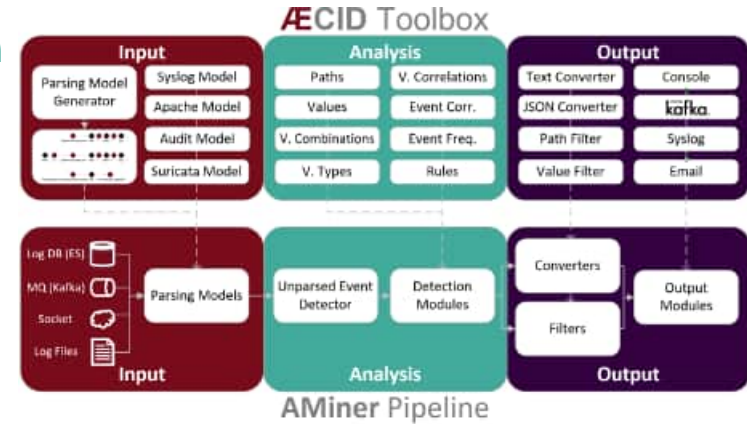 ÆCID Toolbox
Input
Parsing Model
Generator
Syslog Model
Apache Model
Audit Model
Suricata Model
Analysis
Paths
Values
V. Combinations
V. Types
V. Correlations
Event Corr.
Event Freq.
Rules
Output
Text Converter
JSON Converter
Path Filter
Value Filter
Console
kafka
Syslog
Email
Log DB (ES)
MQ (Kafka)
Socket
Log Files
Parsing Models
Input
Unparsed Event
Detector
Detection
Modules
Analysis
Converters
Filters
Output
Modules
Output
AMiner Pipeline